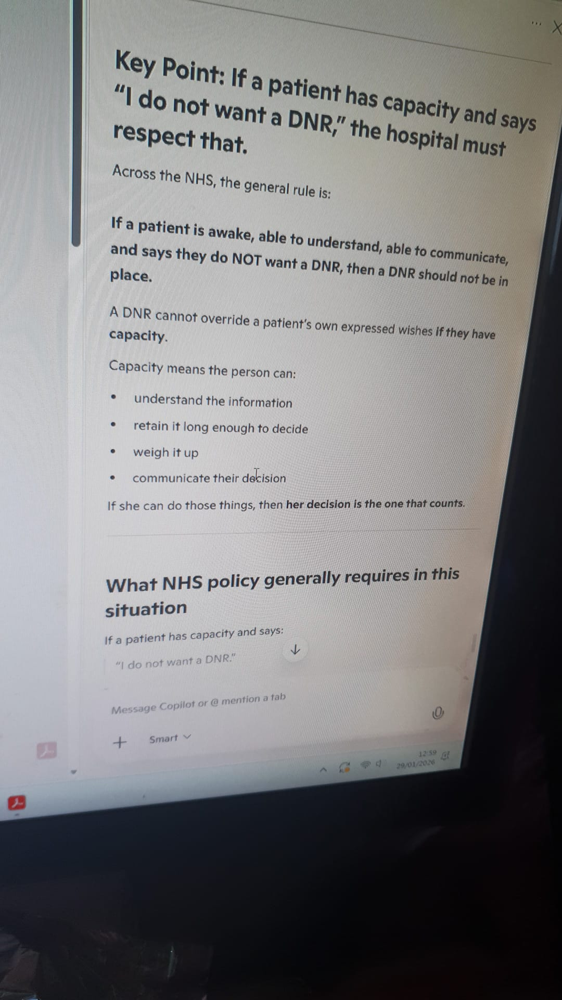 Key Point: If a patient has capacity and says
“I do not want a DNR,” the hospital must
respect that.
Across the NHS, the general rule is:
If a patient is awake, able to understand, able to communicate,
and says they do NOT want a DNR, then a DNR should not be in
place.
A DNR cannot override a patient’s own expressed wishes if they have
capacity.
Capacity means the person can:
• understand the information
• retain it long enough to decide
• weigh it up
• communicate their decision
If she can do those things, then her decision is the one that counts.
What NHS policy generally requires in this
situation
If a patient has capacity and says:
“I do not want a DNR.”
Message Copilot or @ mention a tab
Smart
12:59
29/01/2026